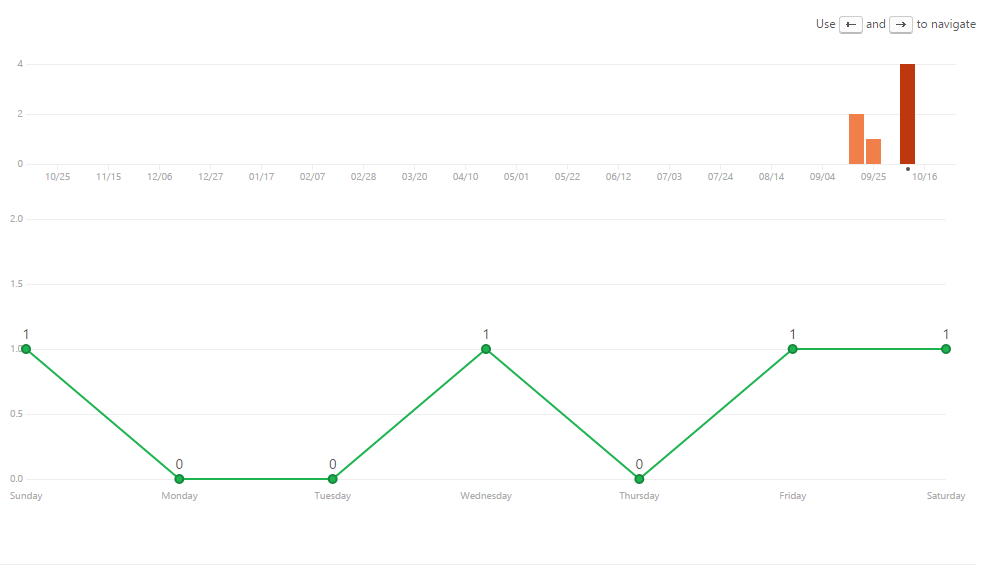 Use ← and → to navigate
4
2
0
10/25 11/15 12/06 12/27 01/17 02/07 02/28 03/20 04/10 05/01 05/22 06/12 07/03 07/24 08/14 09/04 09/25 10/16
2.0
1.5
1 1 1 1
1.0
0.5
0 0 0
0.0
Sunday Monday Tuesday Wednesday Thursday Friday Saturday